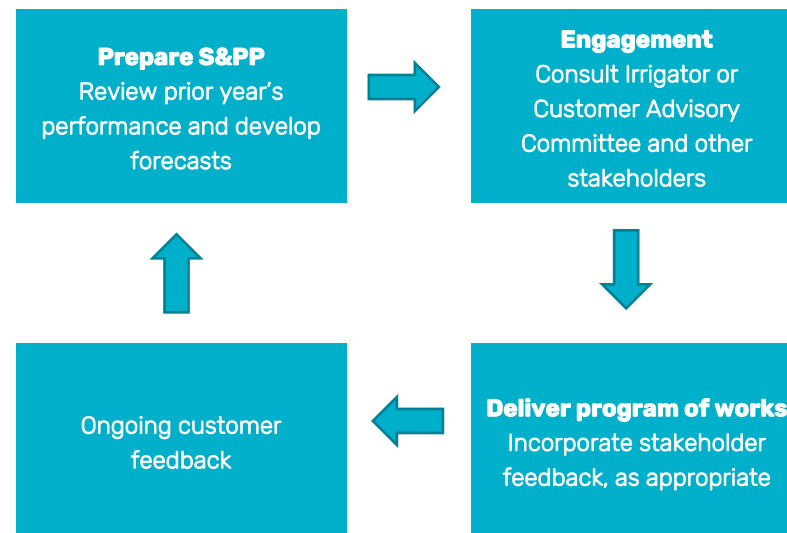 Prepare S&PP
Review prior year's
performance and develop
forecasts
Engagement
Consult Irrigator or
Customer Advisory
Committee and other
stakeholders
Deliver program of works
Incorporate stakeholder
feedback, as appropriate
Ongoing customer
feedback